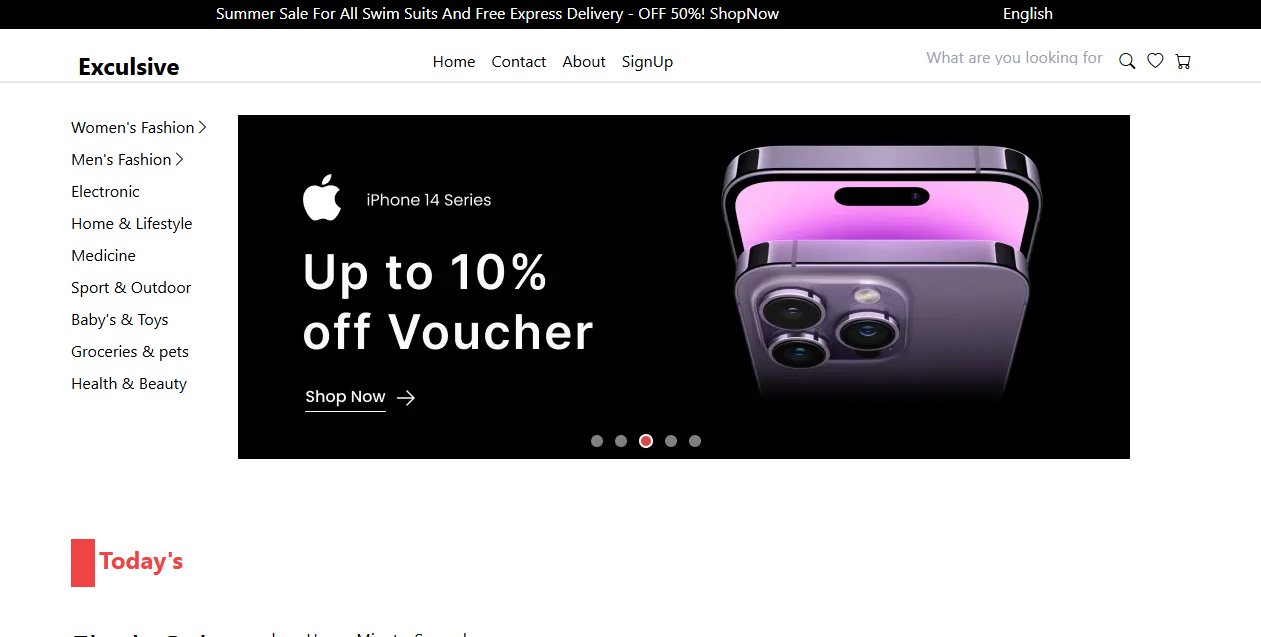 Summer Sale For All Swim Suits And Free Express Delivery - OFF 50%! ShopNow
English
Exculsive
Home Contact About SignUp
What are you looking for
Women's Fashion
Men's Fashion
Electronic
Home & Lifestyle
Medicine
Sport & Outdoor
Baby's & Toys
Groceries & pets
Health & Beauty
iPhone 14 Series
Up to 10%
off Voucher
Shop Now
Today's